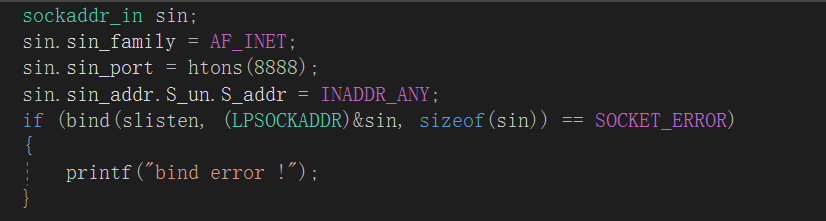 sockaddr_in sin;
sin.sin_family = AF_INET;
sin.sin_port = htons(8888);
sin.sin_addr.S_un.S_addr = INADDR_ANY;
if (bind(slisten, (LPSOCKADDR)&sin, sizeof(sin)) == SOCKET_ERROR)
{
    printf("bind error !");
}